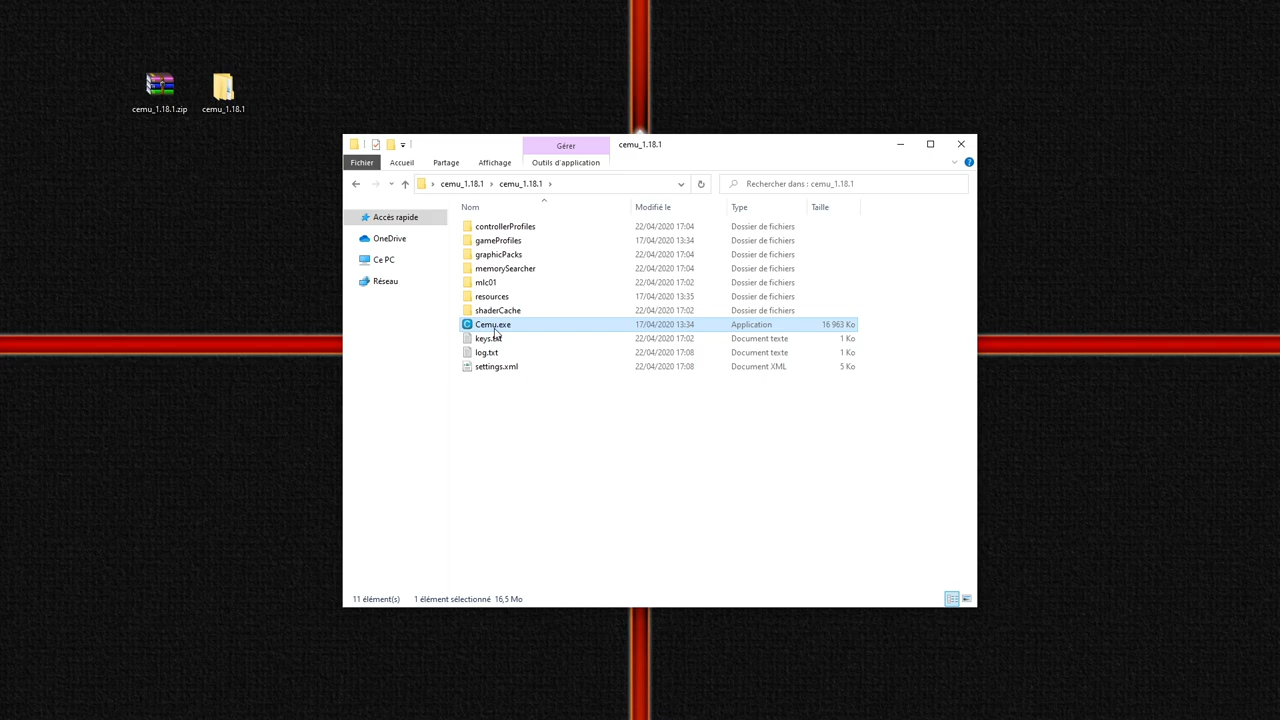 cemu_1.18.1.zip
cemu_1.18.1
Gérer
cemu_1.18.1
Fichier
Accueil
Partage
Affichage
Outils d'application
cemu_1.18.1 > cemu_1.18.1 >
Rechercher dans : cemu_1.18.1
Nom Modifié le Type Taille
Accès rapide
OneDrive
Ce PC
Réseau
controllerProfiles 22/04/2020 17:04 Dossier de fichiers
gameProfiles 17/04/2020 13:34 Dossier de fichiers
graphicPacks 22/04/2020 17:04 Dossier de fichiers
memorySearcher 22/04/2020 17:04 Dossier de fichiers
mlc01 22/04/2020 17:02 Dossier de fichiers
resources 17/04/2020 13:35 Dossier de fichiers
shaderCache 22/04/2020 17:02 Dossier de fichiers
Cemu.exe 17/04/2020 13:34 Application 16 963 Ko
keys.txt 22/04/2020 17:02 Document texte 1 Ko
log.txt 22/04/2020 17:08 Document texte 1 Ko
settings.xml 22/04/2020 17:08 Document XML 5 Ko
11 élément(s) 1 élément sélectionné 16,5 Mo